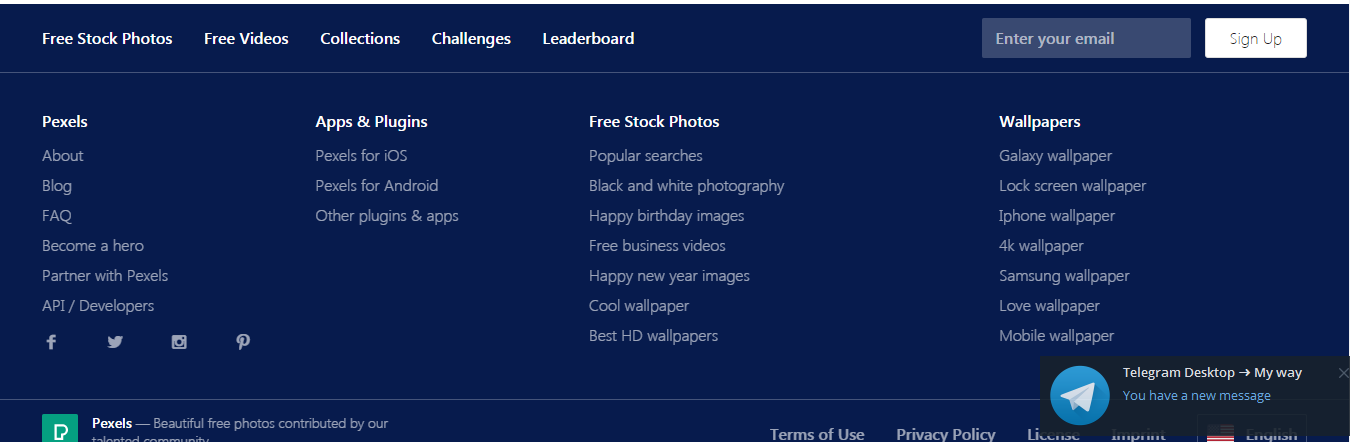 Free Stock Photos Free Videos Collections Challenges Leaderboard Enter your email Sign Up
Pexels
About
Blog
FAQ
Become a hero
Partner with Pexels
API / Developers
Apps & Plugins
Pexels for iOS
Pexels for Android
Other plugins & apps
Free Stock Photos
Popular searches
Black and white photography
Happy birthday images
Free business videos
Happy new year images
Cool wallpaper
Best HD wallpapers
Wallpapers
Galaxy wallpaper
Lock screen wallpaper
Iphone wallpaper
4k wallpaper
Samsung wallpaper
Love wallpaper
Mobile wallpaper
Telegram Desktop → My way
You have a new message
Pexels — Beautiful free photos contributed by our
talented community.
Terms of Use Privacy Policy License Imprint English